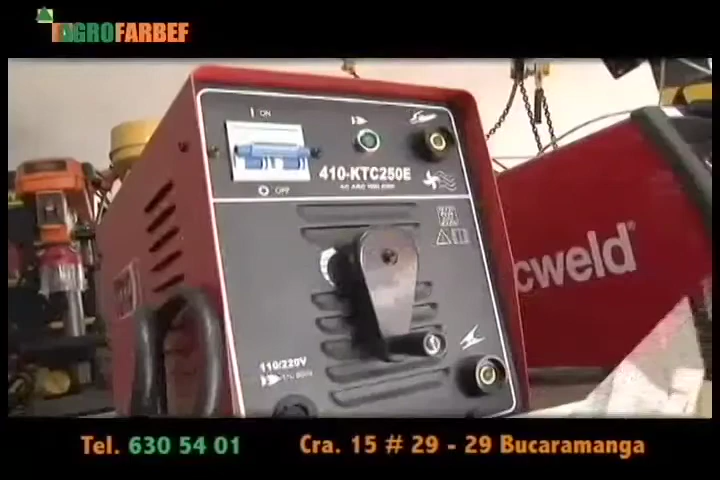 AGROFARBEF
ON
410-KTC250E
OFF
cweld®
110/220V
Tel. 630 54 01
Cra. 15 # 29 - 29 Bucaramanga